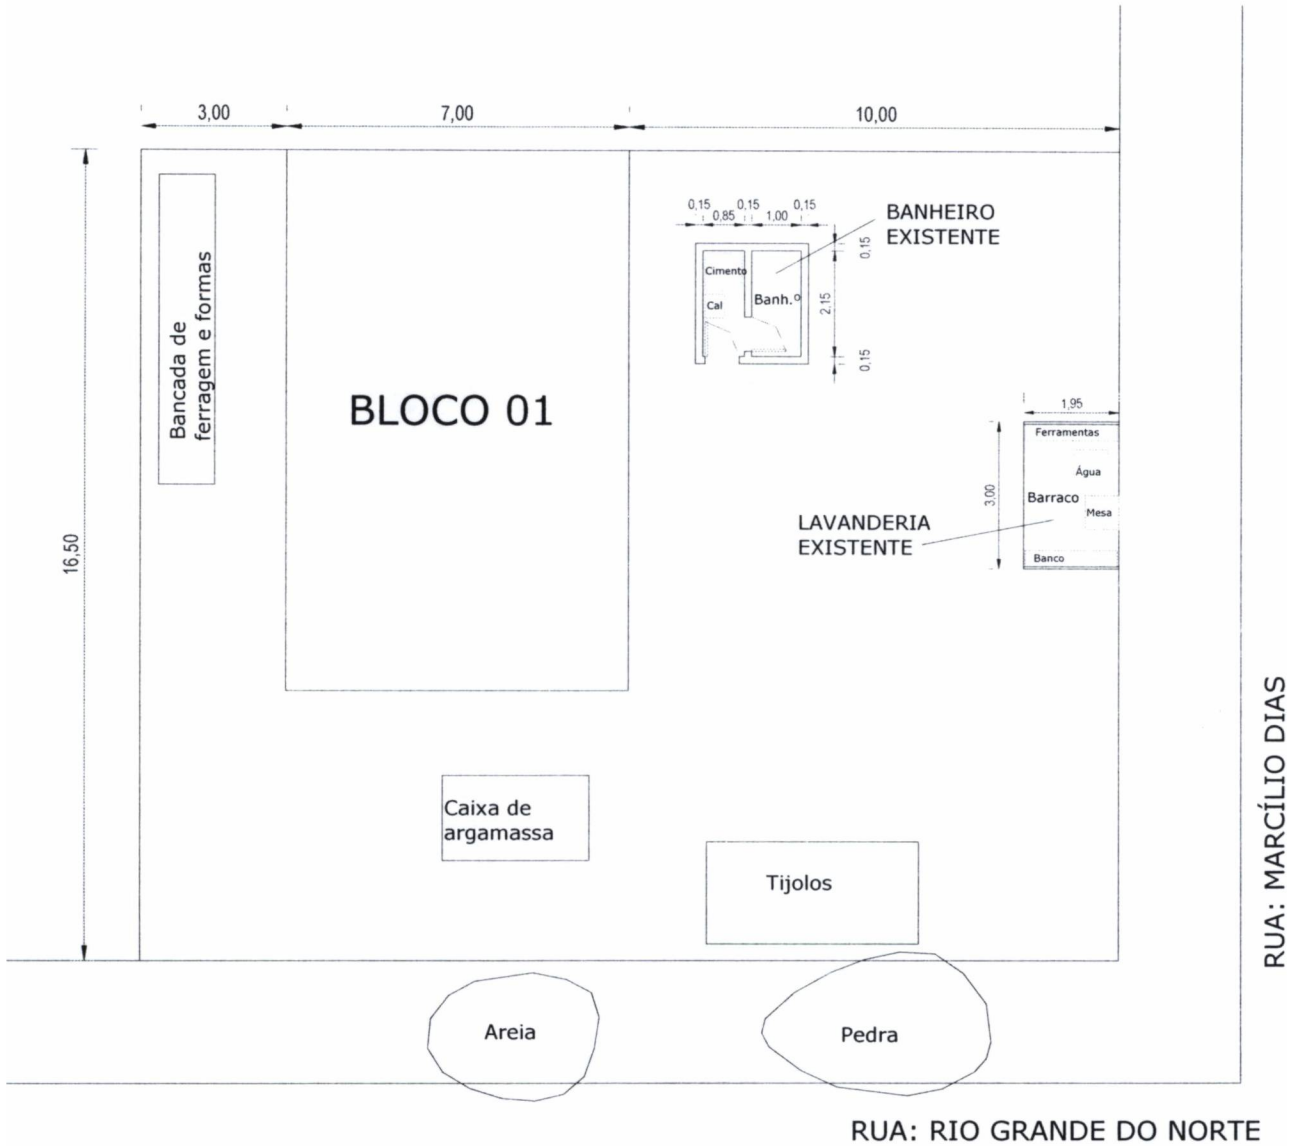 3,00
7,00
10,00
16,50
Bancada de
ferragem e formas
BLOCO 01
0,15
0,85
0,15
1,00
0,15
BANHEIRO
EXISTENTE
0,15
2,15
0,15
Cimento
Cal
Banh.º
1,95
3,00
Ferramentas
Água
Barraco
Mesa
Banco
LAVANDERIA
EXISTENTE
Caixa de
argamassa
Tijolos
Areia
Pedra
RUA: MARCÍLIO DIAS
RUA: RIO GRANDE DO NORTE